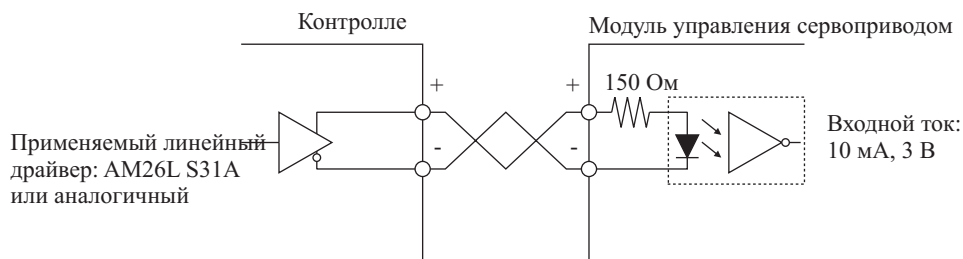 Контролле
Модуль управления сервоприводом
+
+
150 Ом
Применяемый линейный
драйвер: AM26L S31A
или аналогичный
-
-
Входной ток:
10 мА, 3 В